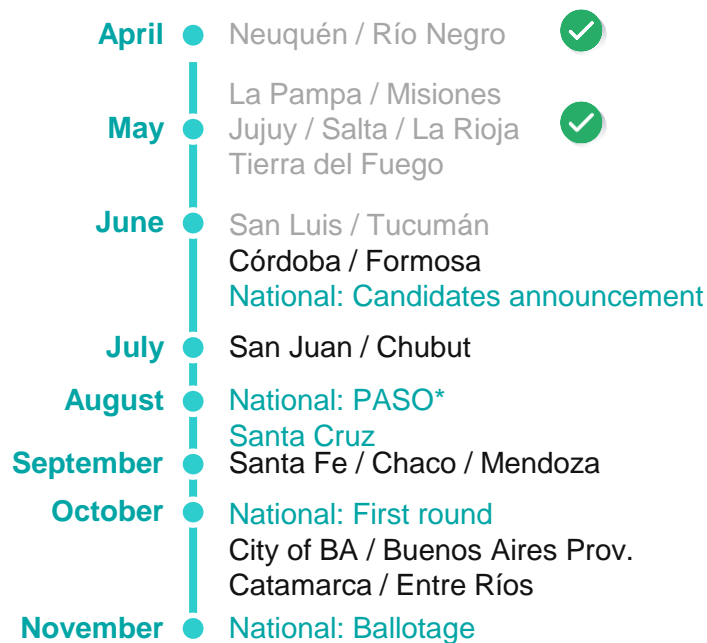 April Neuquén / Río Negro
La Pampa / Misiones
May Jujuy / Salta / La Rioja
Tierra del Fuego
June San Luis / Tucumán
Córdoba / Formosa
National: Candidates announcement
July San Juan / Chubut
August National: PASO*
Santa Cruz
September Santa Fe / Chaco / Mendoza
October National: First round
City of BA / Buenos Aires Prov.
Catamarca / Entre Ríos
November National: Ballotage